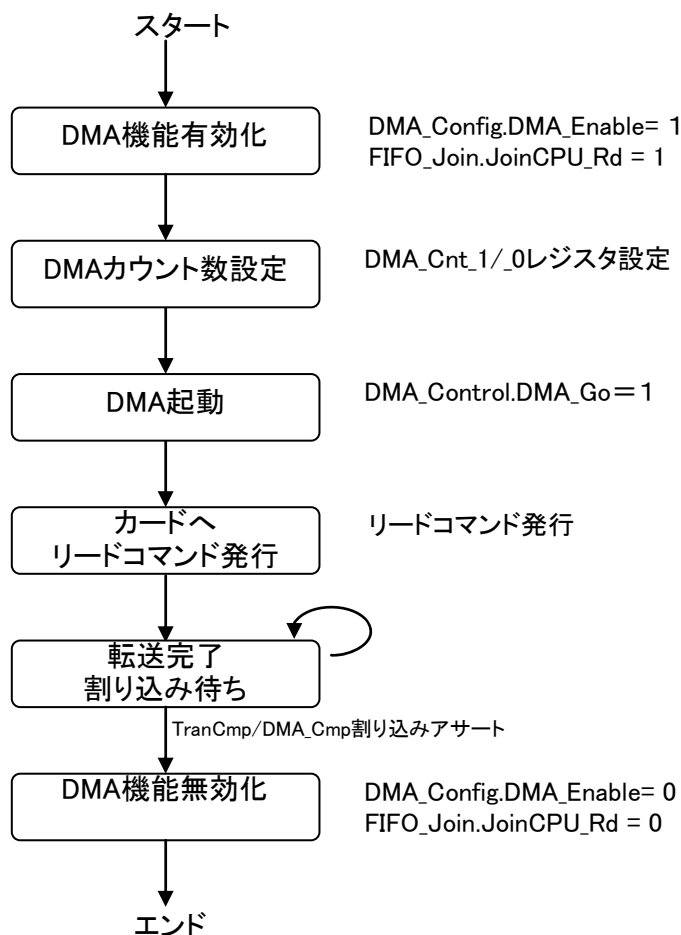 スタート
DMA機能有効化
DMA_Config.DMA_Enable= 1
FIFO_Join.JoinCPU_Rd = 1
DMAカウント数設定
DMA_Cnt_1/_0レジスタ設定
DMA起動
DMA_Control.DMA_Go＝1
カードへ
リードコマンド発行
リードコマンド発行
転送完了
割り込み待ち
TranCmp/DMA_Cmp割り込みアサート
DMA機能無効化
DMA_Config.DMA_Enable= 0
FIFO_Join.JoinCPU_Rd = 0
エンド